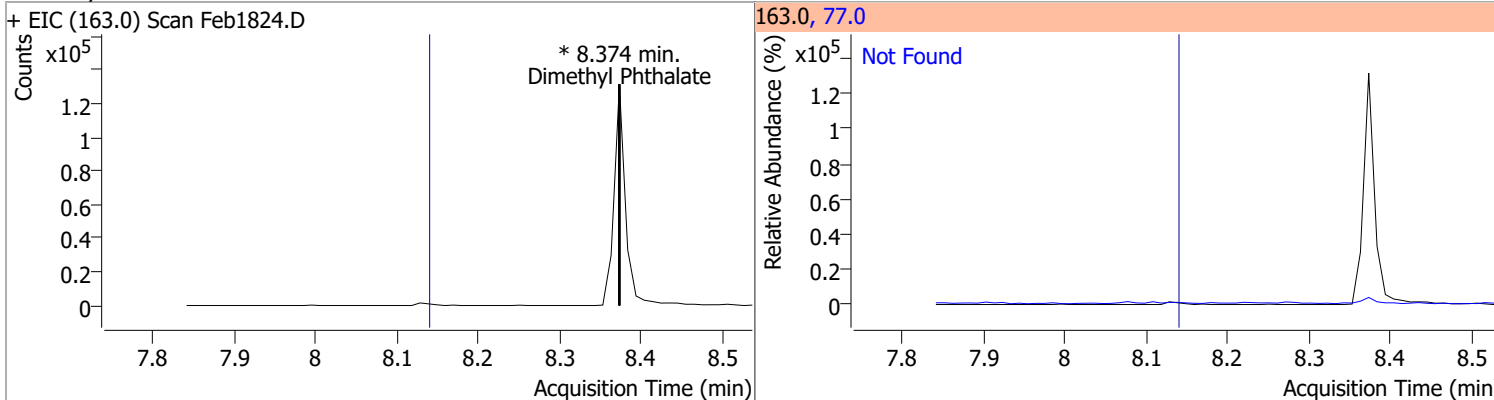 + EIC (163.0) Scan Feb1824.D
Counts
x10⁵
* 8.374 min.
Dimethyl Phthalate
1.2
1
0.8
0.6
0.4
0.2
0
7.8 7.9 8 8.1 8.2 8.3 8.4 8.5
Acquisition Time (min)
163.0, 77.0
Relative Abundance (%)
x10⁵
Not Found
1.2
1
0.8
0.6
0.4
0.2
0
7.8 7.9 8 8.1 8.2 8.3 8.4 8.5
Acquisition Time (min